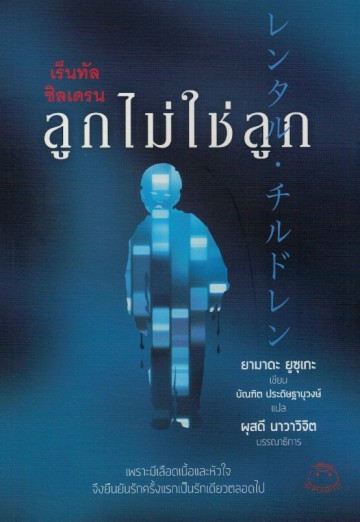 เร็นทัล
ซิลเดรน
ลูกไม่ใช่ลูก
レンタル・チルドレン
ยามาดะ ยูซุเกะ
เขียน
บัณฑิต ประดิษฐานุวงษ์
แปล
ผุสดี นาวาวิจิต
บรรณาธิการ
เพราะมีเลือดเนื้อและหัวใจ
จึงยืนยันรักครั้งแรกเป็นรักเดียวตลอดไป